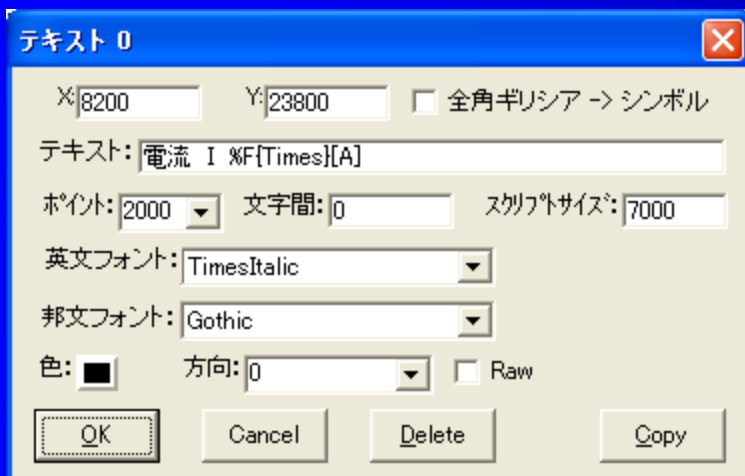 テキスト 0
X: 8200 Y: 23800 全角ギリシア -> シンボル
テキスト: 電流 I %F{Times}[A]
ﾎﾟｲﾝﾄ: 2000 文字間: 0 ｽｸﾘﾌﾟﾄｻｲｽﾞ: 7000
英文フォント: TimesItalic
邦文フォント: Gothic
色: 方向: 0 Raw
OK Cancel Delete Copy